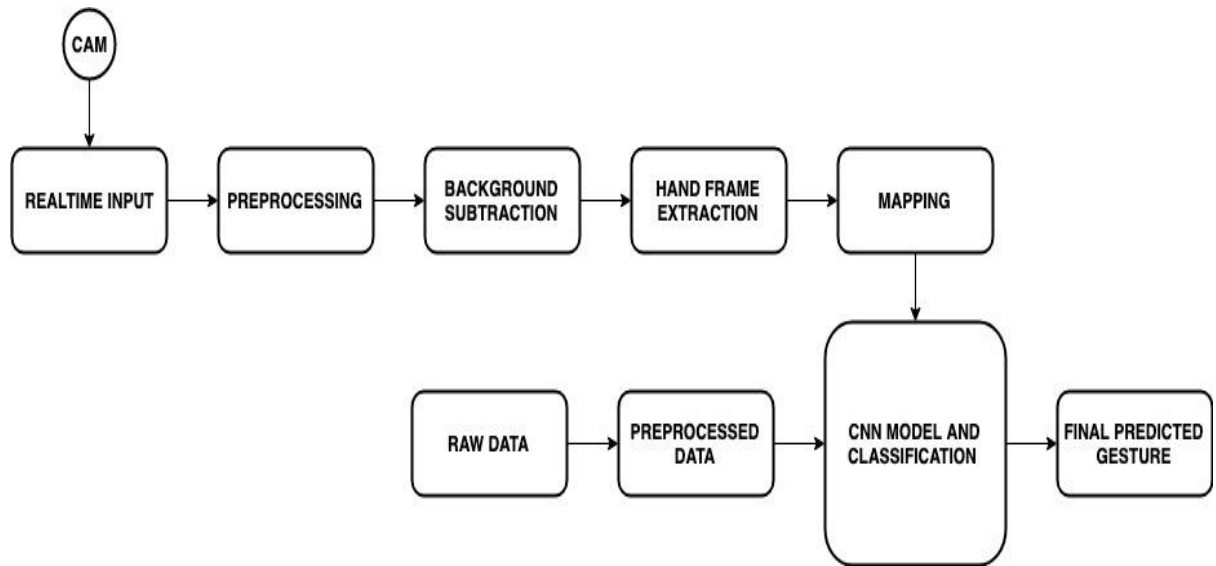 CAM
REALTIME INPUT
PREPROCESSING
BACKGROUND
SUBTRACTION
HAND FRAME
EXTRACTION
MAPPING
RAW DATA
PREPROCESSED
DATA
CNN MODEL AND
CLASSIFICATION
FINAL PREDICTED
GESTURE